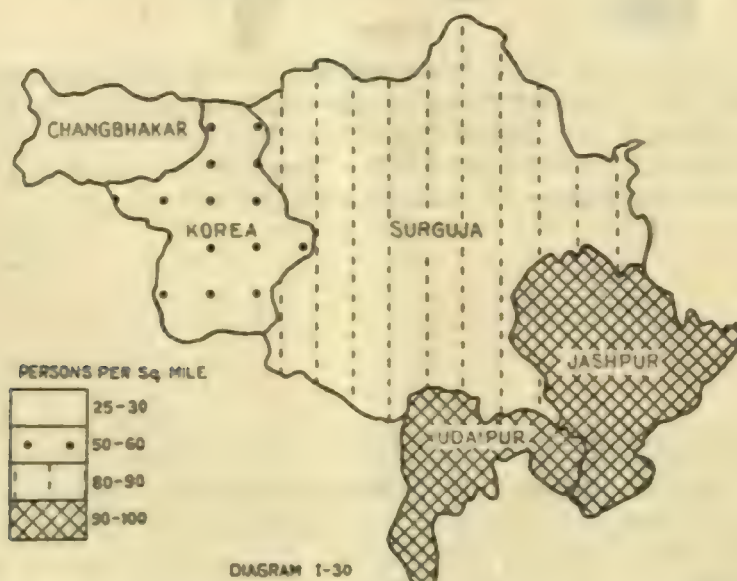 CHANGBHAKAR
KOREA
SURGUJA
JASHPUR
UDAIPUR
PERSONS PER Sq MILE
25-30
50-60
80-90
90-100
DIAGRAM I-30